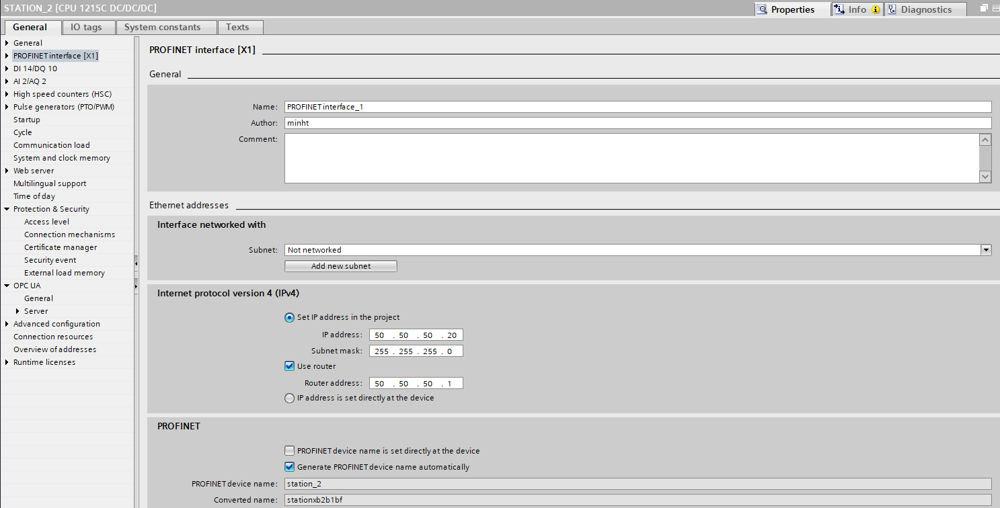 STATION_2 [CPU 1215C DC/DC/DC]
Properties
Info
Diagnostics
General
IO tags
System constants
Texts
General
PROFINET interface [X1]
DI 14/DQ 10
AI 2/AQ 2
High speed counters (HSC)
Pulse generators (PTO/PWM)
Startup
Cycle
Communication load
System and clock memory
Web server
Multilingual support
Time of day
Protection & Security
Access level
Connection mechanisms
Certificate manager
Security event
External load memory
OPC UA
General
Server
Advanced configuration
Connection resources
Overview of addresses
Runtime licenses
PROFINET interface [X1]
General
Name: PROFINET interface_1
Author: minht
Comment:
Ethernet addresses
Interface networked with
Subnet: Not networked
Add new subnet
Internet protocol version 4 (IPv4)
Set IP address in the project
IP address: 50 . 50 . 50 . 20
Subnet mask: 255 . 255 . 255 . 0
Use router
Router address: 50 . 50 . 50 . 1
IP address is set directly at the device
PROFINET
PROFINET device name is set directly at the device
Generate PROFINET device name automatically
PROFINET device name: station_2
Converted name: stationxb2b1bf